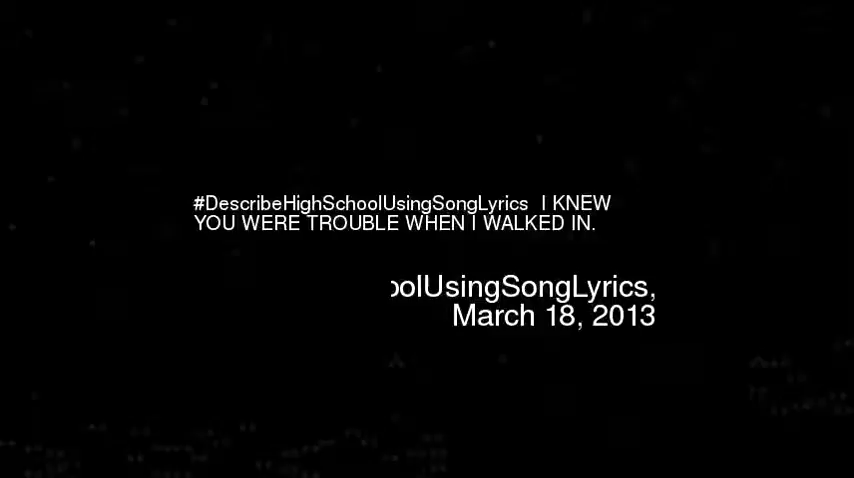 #DescribeHighSchoolUsingSongLyrics I KNEW
YOU WERE TROUBLE WHEN I WALKED IN.
olUsingSongLyrics,
March 18, 2013